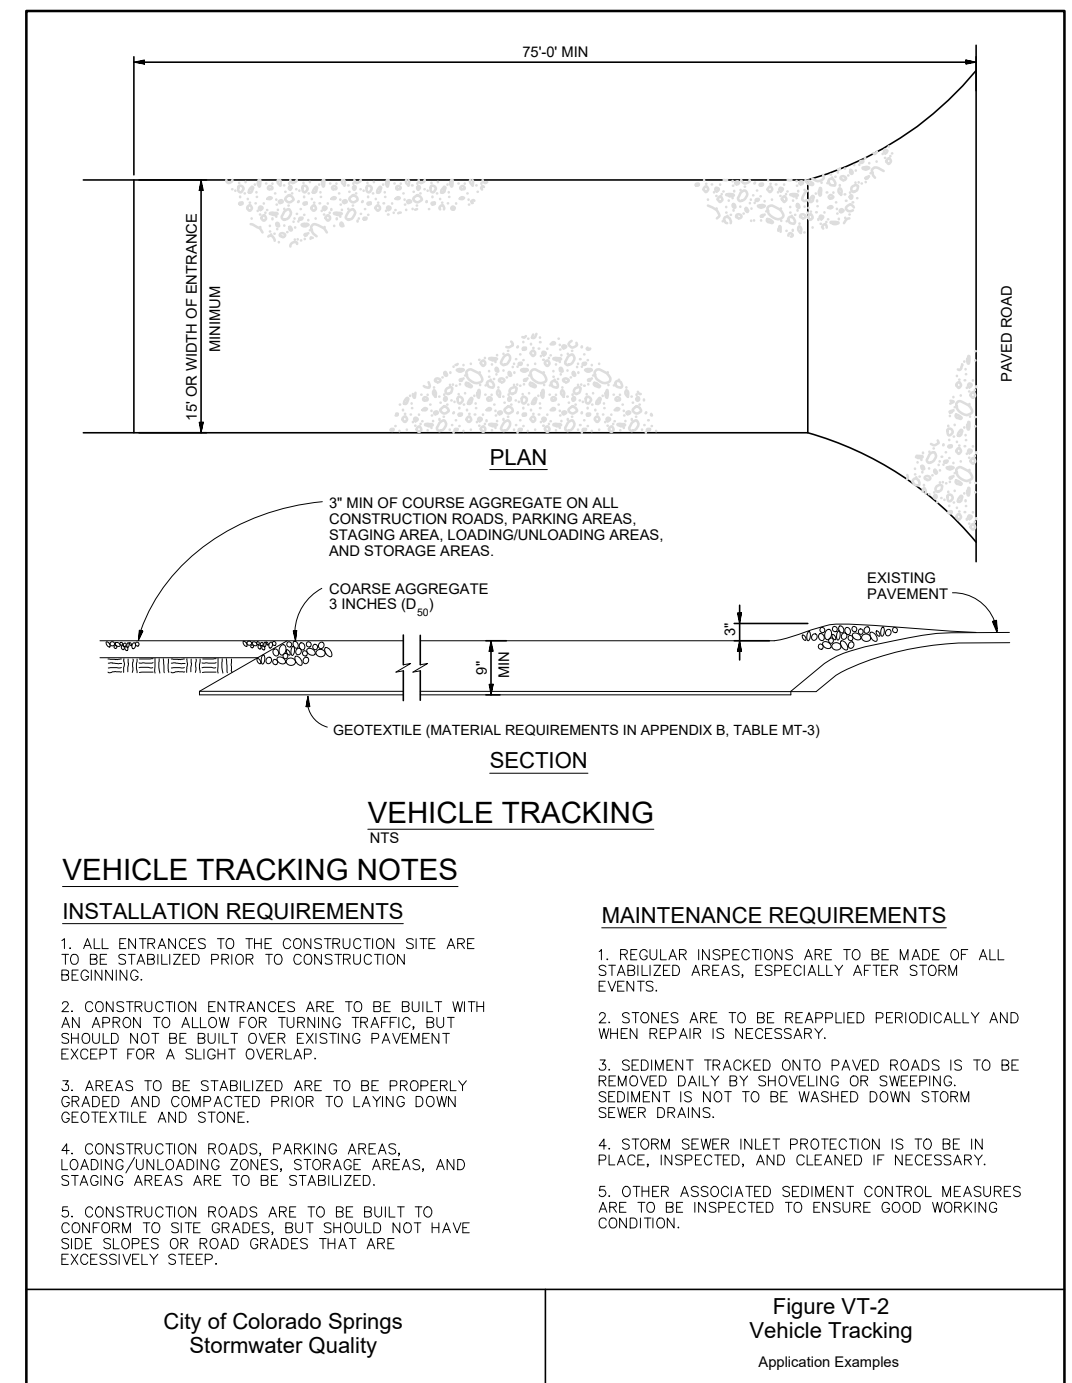 75'-0' MIN
15' OR WIDTH OF ENTRANCE
MINIMUM
PAVED ROAD
PLAN
3" MIN OF COURSE AGGREGATE ON ALL
CONSTRUCTION ROADS, PARKING AREAS,
STAGING AREA, LOADING/UNLOADING AREAS,
AND STORAGE AREAS.
COARSE AGGREGATE
3 INCHES (D50)
EXISTING
PAVEMENT
3"
9"
MIN
GEOTEXTILE (MATERIAL REQUIREMENTS IN APPENDIX B, TABLE MT-3)
SECTION
VEHICLE TRACKING
NTS
VEHICLE TRACKING NOTES
INSTALLATION REQUIREMENTS
1. ALL ENTRANCES TO THE CONSTRUCTION SITE ARE
TO BE STABILIZED PRIOR TO CONSTRUCTION
BEGINNING.
2. CONSTRUCTION ENTRANCES ARE TO BE BUILT WITH
AN APRON TO ALLOW FOR TURNING TRAFFIC, BUT
SHOULD NOT BE BUILT OVER EXISTING PAVEMENT
EXCEPT FOR A SLIGHT OVERLAP.
3. AREAS TO BE STABILIZED ARE TO BE PROPERLY
GRADED AND COMPACTED PRIOR TO LAYING DOWN
GEOTEXTILE AND STONE.
4. CONSTRUCTION ROADS, PARKING AREAS,
LOADING/UNLOADING ZONES, STORAGE AREAS, AND
STAGING AREAS ARE TO BE STABILIZED.
5. CONSTRUCTION ROADS ARE TO BE BUILT TO
CONFORM TO SITE GRADES, BUT SHOULD NOT HAVE
SIDE SLOPES OR ROAD GRADES THAT ARE
EXCESSIVELY STEEP.
MAINTENANCE REQUIREMENTS
1. REGULAR INSPECTIONS ARE TO BE MADE OF ALL
STABILIZED AREAS, ESPECIALLY AFTER STORM
EVENTS.
2. STONES ARE TO BE REAPPLIED PERIODICALLY AND
WHEN REPAIR IS NECESSARY.
3. SEDIMENT TRACKED ONTO PAVED ROADS IS TO BE
REMOVED DAILY BY SHOVELING OR SWEEPING.
SEDIMENT IS NOT TO BE WASHED DOWN STORM
SEWER DRAINS.
4. STORM SEWER INLET PROTECTION IS TO BE IN
PLACE, INSPECTED, AND CLEANED IF NECESSARY.
5. OTHER ASSOCIATED SEDIMENT CONTROL MEASURES
ARE TO BE INSPECTED TO ENSURE GOOD WORKING
CONDITION.
City of Colorado Springs
Stormwater Quality
Figure VT-2
Vehicle Tracking
Application Examples